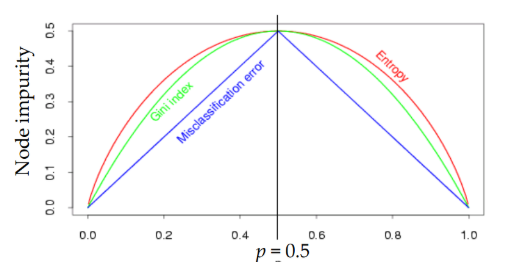 Node impurity
0.5
0.4
0.3
0.2
0.1
0.0
Entropy
Gini index
Misclassification error
0.0 0.2 0.4 0.6 0.8 1.0
p = 0.5